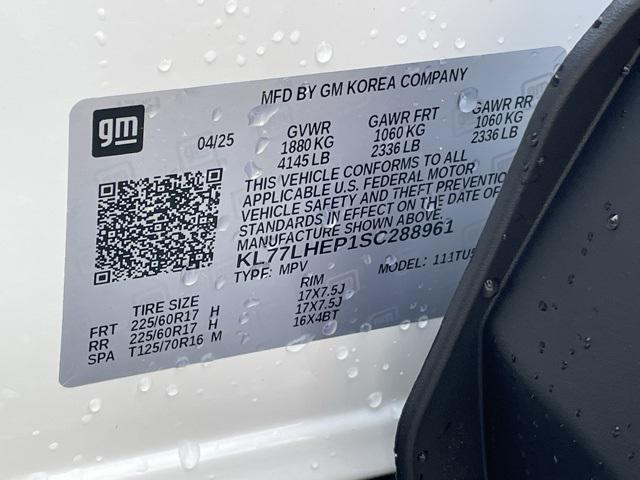 MFD BY GM KOREA COMPANY
gm
04/25
GVWR GAWR FRT GAWR RR
1880 KG 1060 KG 1060 KG
4145 LB 2336 LB 2336 LB
THIS VEHICLE CONFORMS TO ALL
APPLICABLE U.S. FEDERAL MOTOR
VEHICLE SAFETY AND THEFT PREVENTIO
STANDARDS IN EFFECT ON THE DATE OF
MANUFACTURE SHOWN ABOVE.
KL77LHEP1SC288961
TYPE: MPV MODEL: 111TUS
TIRE SIZE RIM
FRT 225/60R17 H 17X7.5J
RR 225/60R17 H 17X7.5J
SPA T125/70R16 M 16X4BT